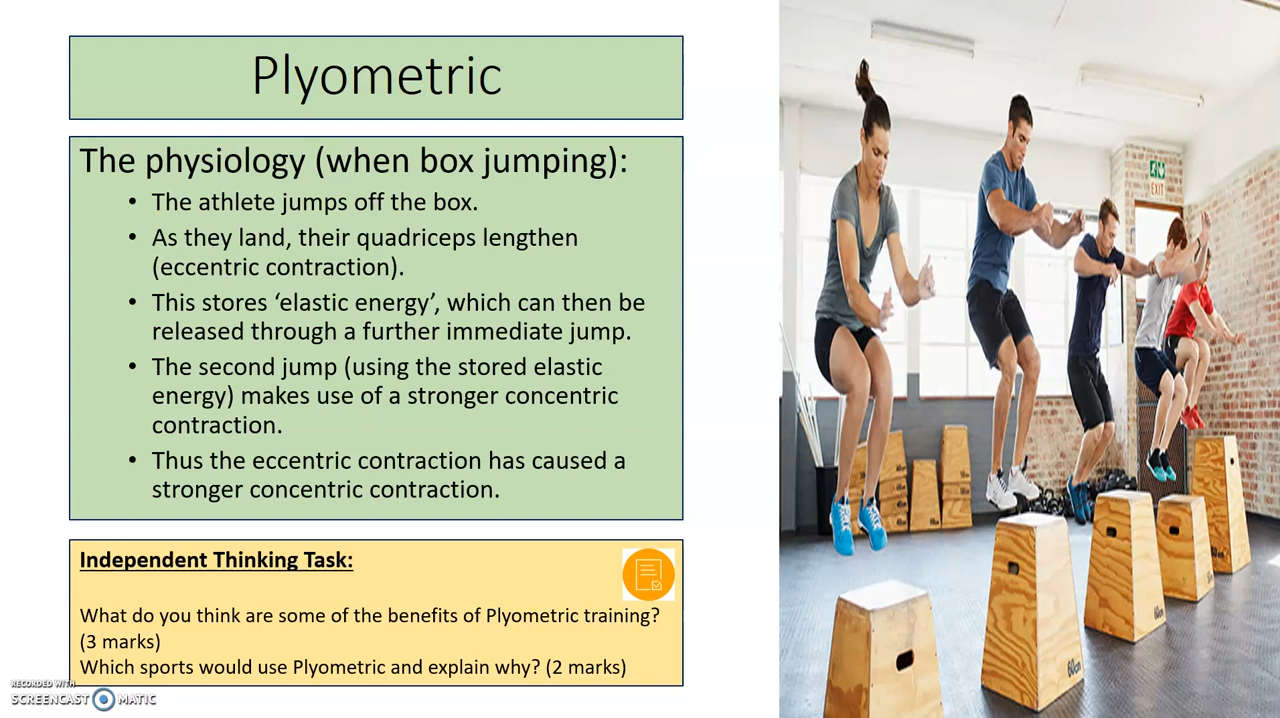 Plyometric
The physiology (when box jumping):
• The athlete jumps off the box.
• As they land, their quadriceps lengthen
(eccentric contraction).
• This stores ‘elastic energy’, which can then be
released through a further immediate jump.
• The second jump (using the stored elastic
energy) makes use of a stronger concentric
contraction.
• Thus the eccentric contraction has caused a
stronger concentric contraction.
Independent Thinking Task:
What do you think are some of the benefits of Plyometric training?
(3 marks)
Which sports would use Plyometric and explain why? (2 marks)
RECORDED WITH
SCREENCAST MATIC
EXIT
60cm